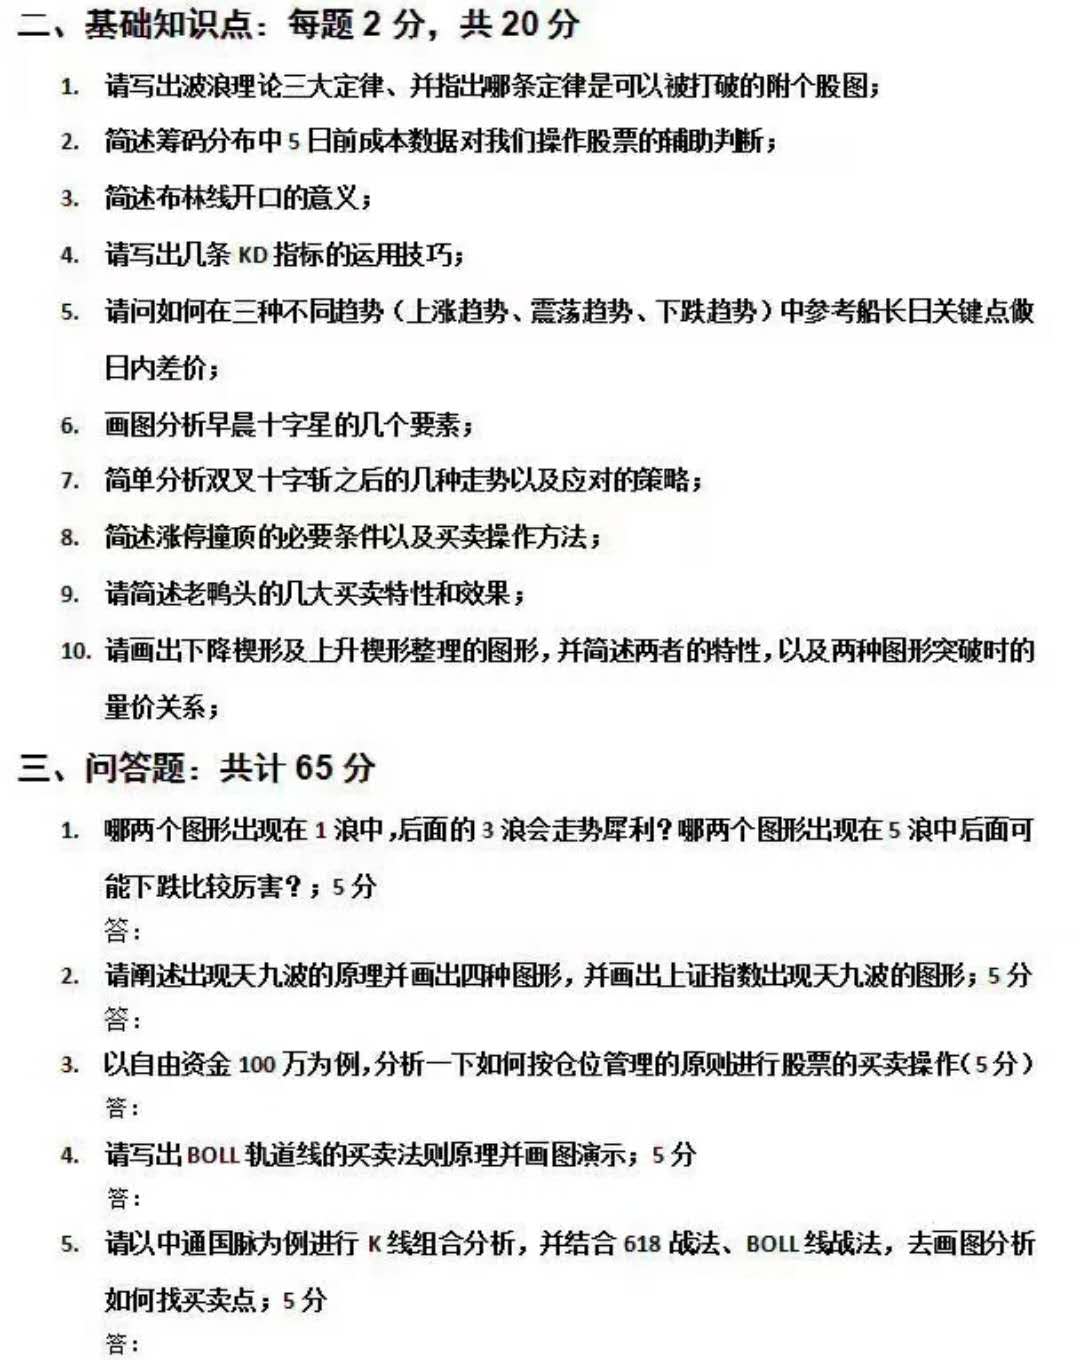 二、基础知识点：每题 2 分，共 20 分
1. 请写出波浪理论三大定律、并指出哪条定律是可以被打破的附个股图；
2. 简述筹码分布中 5 日前成本数据对我们操作股票的辅助判断；
3. 简述布林线开口的意义；
4. 请写出几条 KD 指标的运用技巧；
5. 请问如何在三种不同趋势（上涨趋势、震荡趋势、下跌趋势）中参考船长日关键点做
日内差价；
6. 画图分析早晨十字星的几个要素；
7. 简单分析双叉十字斩之后的几种走势以及应对的策略；
8. 简述涨停撞顶的必要条件以及买卖操作方法；
9. 请简述老鸭头的几大买卖特性和效果；
10. 请画出下降楔形及上升楔形整理的图形，并简述两者的特性，以及两种图形突破时的
量价关系；
三、问答题：共计 65 分
1. 哪两个图形出现在 1 浪中，后面的 3 浪会走势犀利？哪两个图形出现在 5 浪中后面可
能下跌比较厉害？；5 分
答：
2. 请阐述出现天九波的原理并画出四种图形，并画出上证指数出现天九波的图形；5 分
答：
3. 以自由资金 100 万为例，分析一下如何按仓位管理的原则进行股票的买卖操作（5 分）
答：
4. 请写出 BOLL 轨道线的买卖法则原理并画图演示；5 分
答：
5. 请以中通国脉为例进行 K 线组合分析，并结合 618 战法、BOLL 线战法，去画图分析
如何找买卖点；5 分
答：